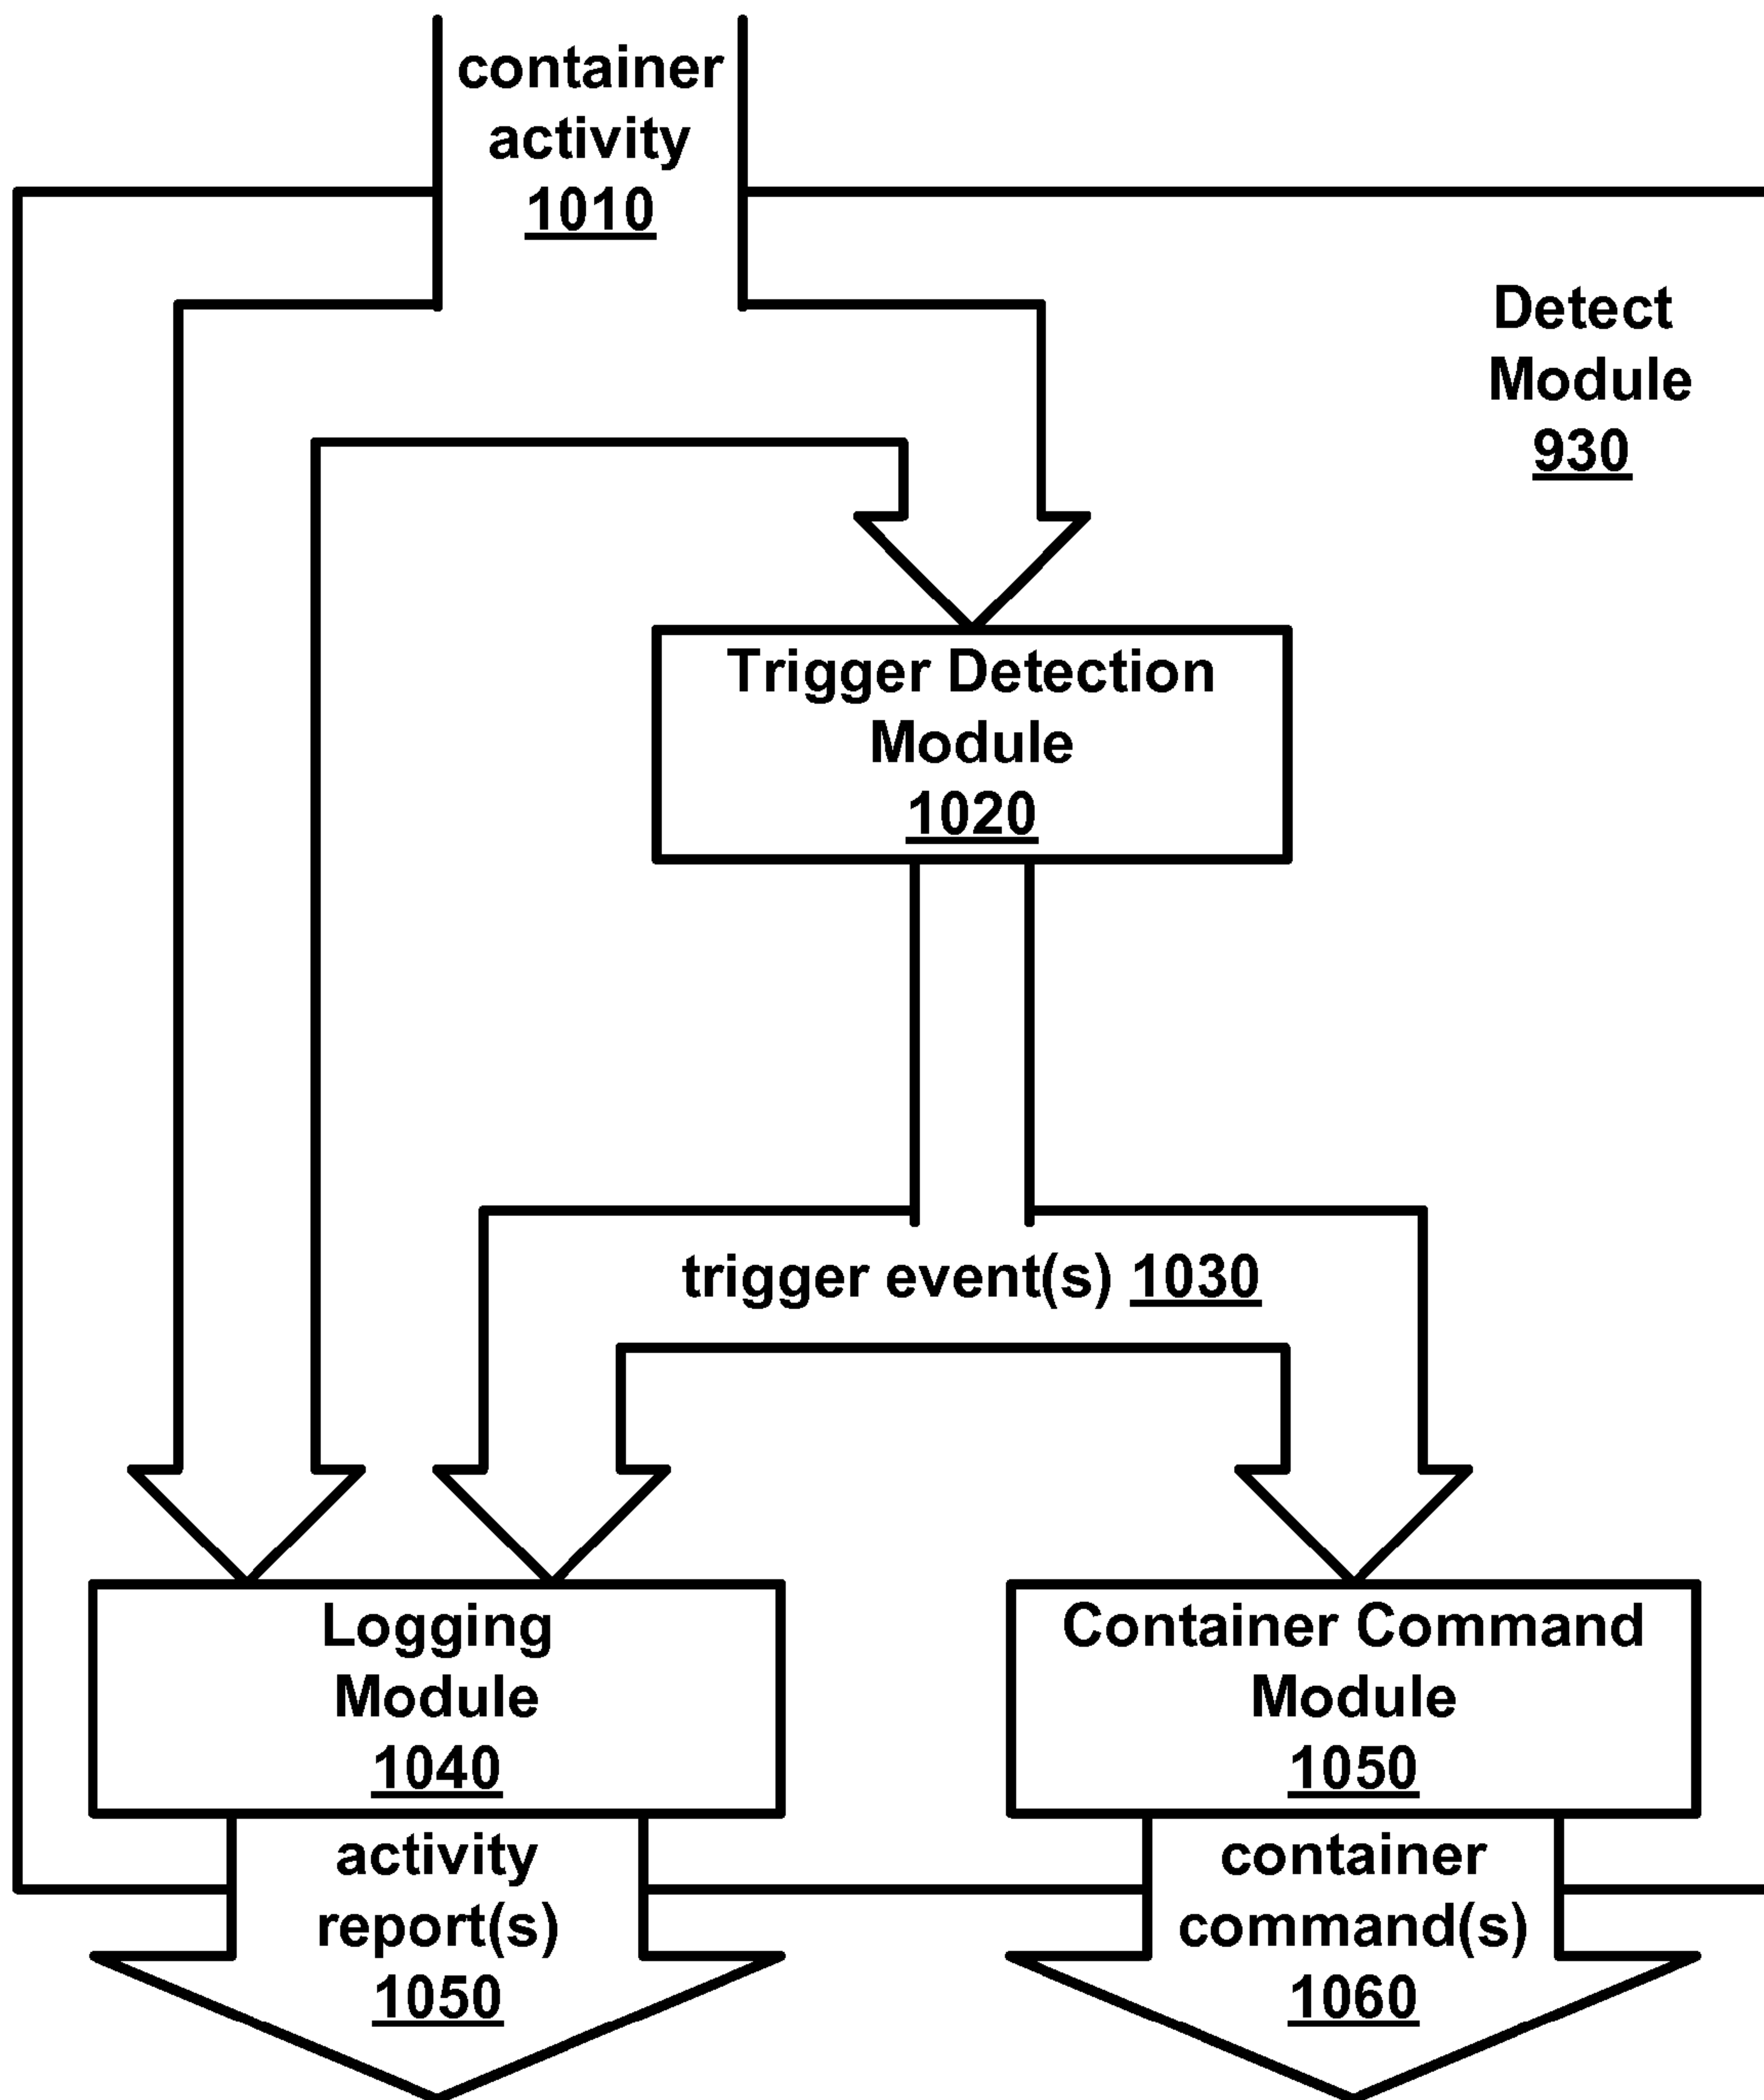 container
activity
1010
Detect
Module
930
Trigger Detection
Module
1020
trigger event(s) 1030
Logging
Module
1040
Container Command
Module
1050
activity
report(s)
1050
container
command(s)
1060